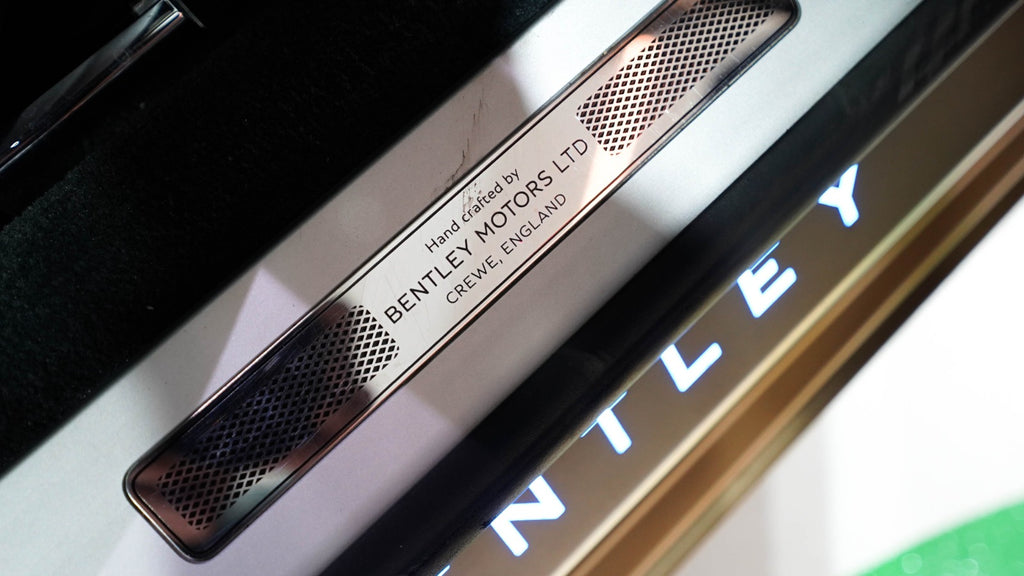 Hand crafted by
BENTLEY MOTORS LTD
CREWE, ENGLAND
NTLEY